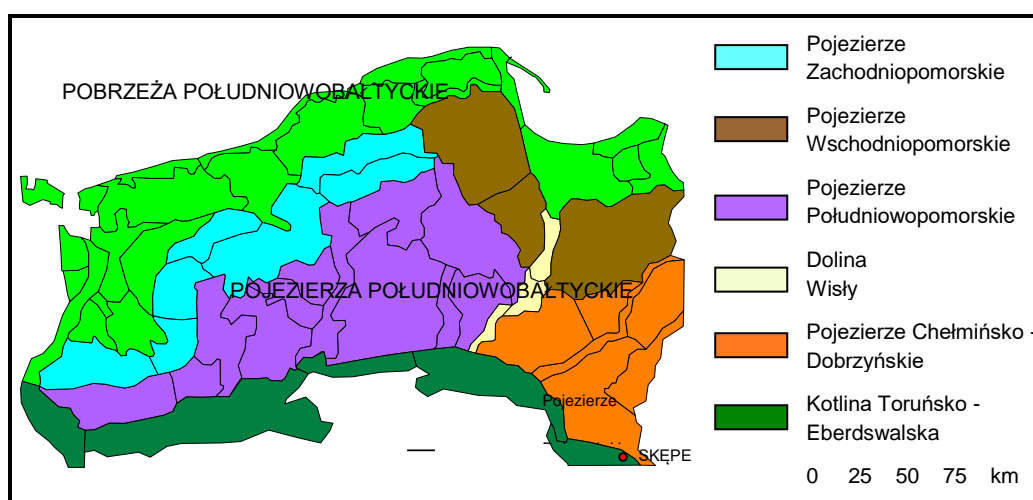 POBRZEŻA POŁUDNIOWOBAŁTYCKIE
POJEZIERZA POŁUDNIOWOBAŁTYCKIE
Pojezierze
SKĘPE
Pojezierze
Zachodniopomorskie
Pojezierze
Wschodniopomorskie
Pojezierze
Południowopomorskie
Dolina
Wisły
Pojezierze Chełmińsko -
Dobrzyńskie
Kotlina Toruńsko -
Eberdswalska
0 25 50 75 km